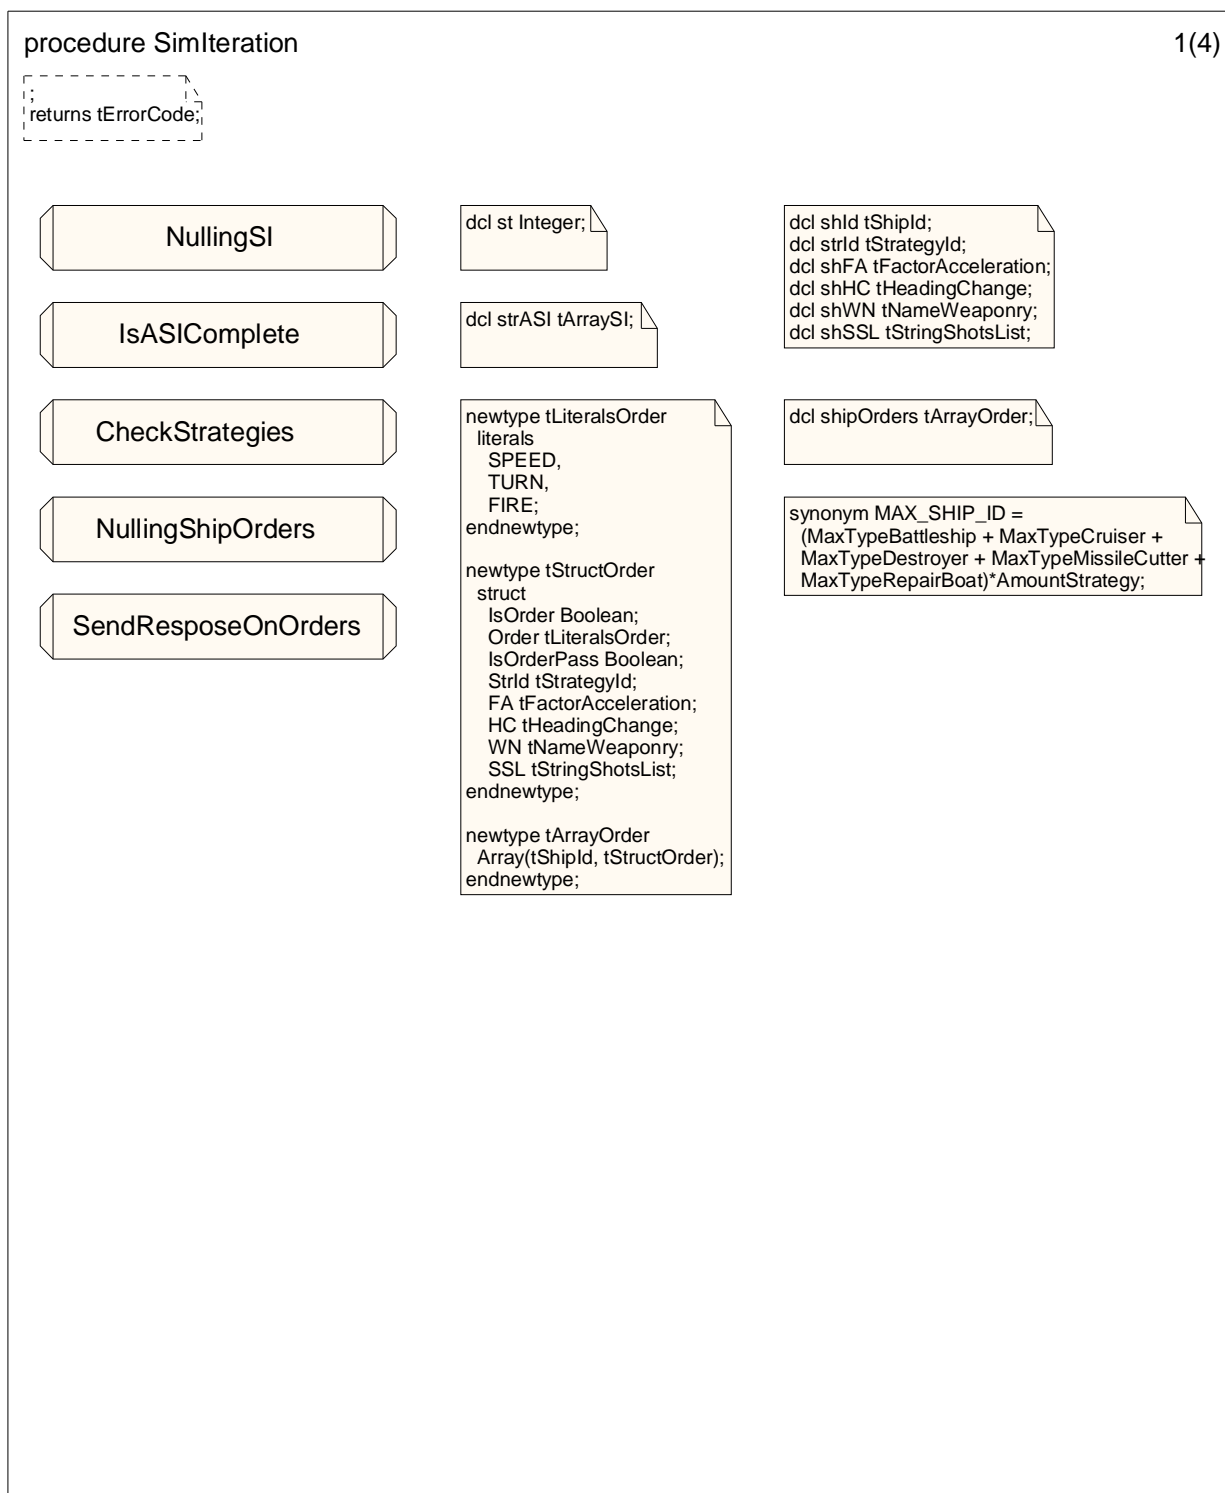 procedure SimIteration
1(4)
;
returns tErrorCode;
NullingSI
IsASIComplete
CheckStrategies
NullingShipOrders
SendResposeOnOrders
dcl st Integer;
dcl strASI tArraySI;
newtype tLiteralsOrder
literals
SPEED,
TURN,
FIRE;
endnewtype;
newtype tStructOrder
struct
IsOrder Boolean;
Order tLiteralsOrder;
IsOrderPass Boolean;
StrId tStrategyId;
FA tFactorAcceleration;
HC tHeadingChange;
WN tNameWeaponry;
SSL tStringShotsList;
endnewtype;
newtype tArrayOrder
Array(tShipId, tStructOrder);
endnewtype;
dcl shId tShipId;
dcl strId tStrategyId;
dcl shFA tFactorAcceleration;
dcl shHC tHeadingChange;
dcl shWN tNameWeaponry;
dcl shSSL tStringShotsList;
dcl shipOrders tArrayOrder;
synonym MAX_SHIP_ID =
(MaxTypeBattleship + MaxTypeCruiser +
MaxTypeDestroyer + MaxTypeMissileCutter +
MaxTypeRepairBoat)*AmountStrategy;